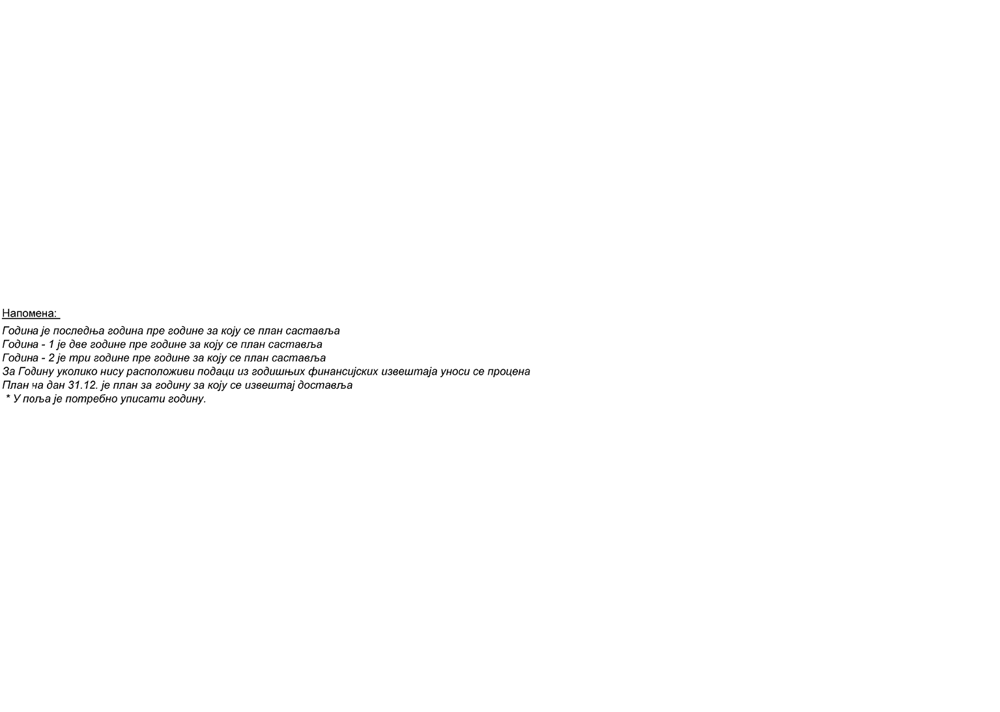 Напомена:
Година је последња година пре године за коју се план саставља
Година - 1 је две године пре године за коју се план саставља
Година - 2 је три године пре године за коју се план саставља
За Годину уколико нису расположиви подаци из годишњих финансијских извештаја уноси се процена
План на дан 31.12. је план за годину за коју се извештај доставља
* У поља је потребно уписати годину.